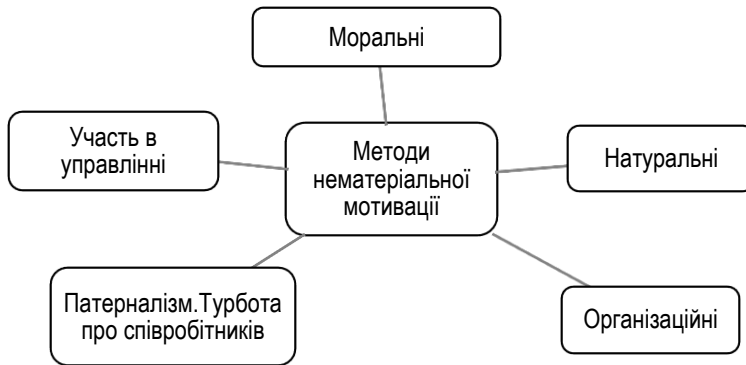 Моральні
Участь в
управлінні
Методи
нематеріальної
мотивації
Натуральні
Патерналізм.Турбота
про співробітників
Організаційні